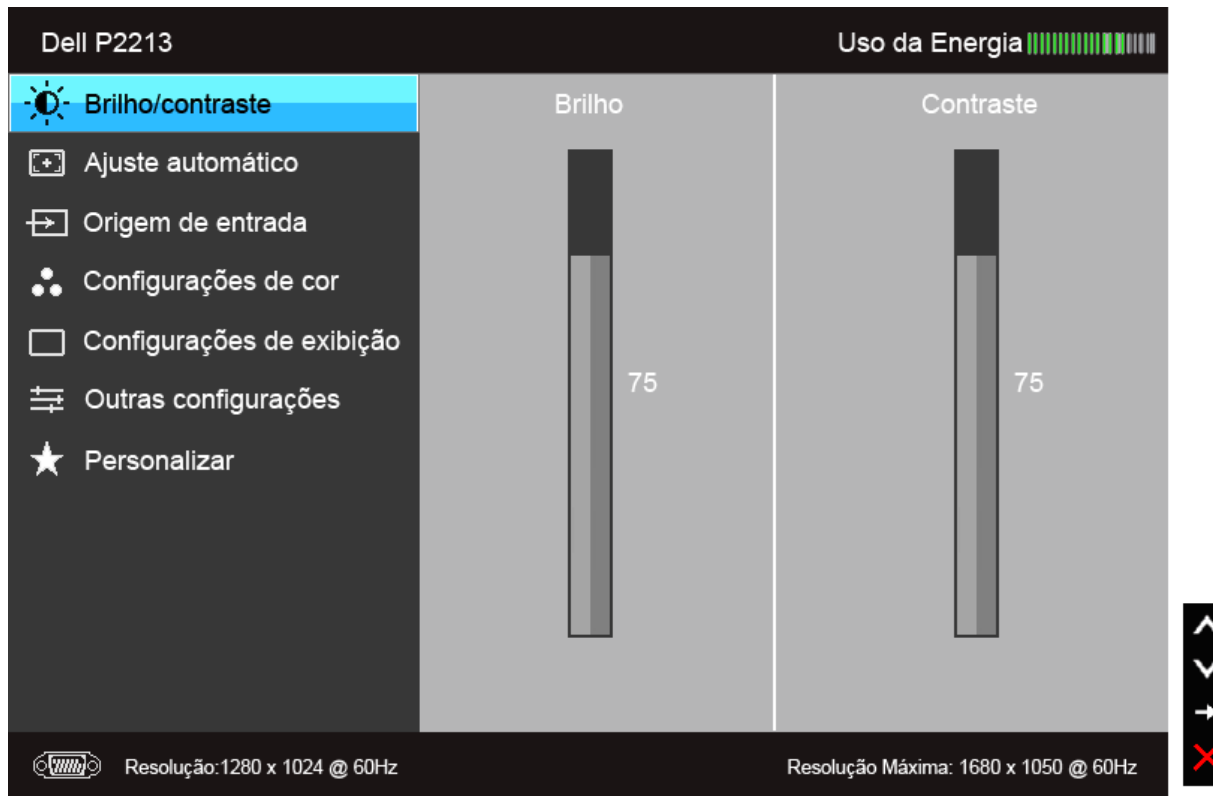 Dell P2213
Uso da Energia
Brilho/contraste
Brilho
Contraste
Ajuste automático
Origem de entrada
Configurações de cor
Configurações de exibição
75
75
Outras configurações
Personalizar
Resolução:1280 x 1024 @ 60Hz
Resolução Máxima: 1680 x 1050 @ 60Hz